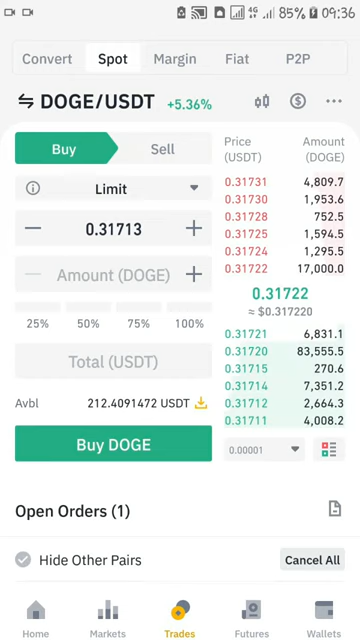 85% 09:36
Convert Spot Margin Fiat P2P
DOGE/USDT +5.36%
Buy Sell
Limit
0.31713
Amount (DOGE)
25% 50% 75% 100%
Total (USDT)
Avbl 212.4091472 USDT
Buy DOGE
Price (USDT) Amount (DOGE)
0.31731 4,809.7
0.31730 1,953.6
0.31728 752.5
0.31725 1,594.5
0.31724 1,295.5
0.31722 17,000.0
0.31722
≈ $0.317220
0.31721 6,831.1
0.31720 83,555.5
0.31715 270.6
0.31714 7,351.2
0.31712 2,664.3
0.31711 4,008.2
0.00001
Open Orders (1)
Hide Other Pairs Cancel All
Home Markets Trades Futures Wallets